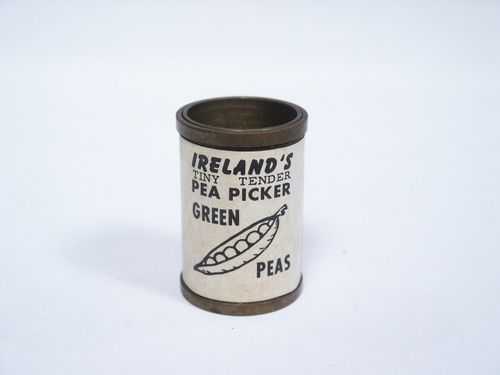 IRELAND'S
TINY TENDER
PEA PICKER
GREEN
PEAS